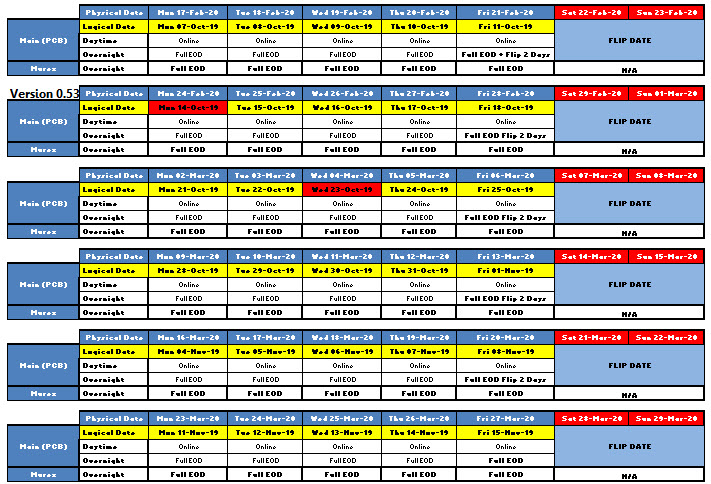 Physical Date Mon 17-Feb-20 Tue 18-Feb-20 Wed 19-Feb-20 Thu 20-Feb-20 Fri 21-Feb-20 Sat 22-Feb-20 Sun 23-Feb-20
Main (PCB) Logical Date Mon 07-Oct-19 Tue 08-Oct-19 Wed 09-Oct-19 Thu 10-Oct-19 Fri 11-Oct-19 FLIP DATE
Daytime Online Online Online Online Online
Overnight Full EOD Full EOD Full EOD Full EOD Full EOD + Flip 2 Days
Murex Overnight Full EOD Full EOD Full EOD Full EOD Full EOD N/A
Version 0.53 Physical Date Mon 24-Feb-20 Tue 25-Feb-20 Wed 26-Feb-20 Thu 27-Feb-20 Fri 28-Feb-20 Sat 29-Feb-20 Sun 01-Mar-20
Main (PCB) Logical Date Mon 14-Oct-19 Tue 15-Oct-19 Wed 16-Oct-19 Thu 17-Oct-19 Fri 18-Oct-19 FLIP DATE
Daytime Online Online Online Online Online
Overnight Full EOD Full EOD Full EOD Full EOD Full EOD Flip 2 Days
Murex Overnight Full EOD Full EOD Full EOD Full EOD Full EOD N/A
Physical Date Mon 02-Mar-20 Tue 03-Mar-20 Wed 04-Mar-20 Thu 05-Mar-20 Fri 06-Mar-20 Sat 07-Mar-20 Sun 08-Mar-20
Main (PCB) Logical Date Mon 21-Oct-19 Tue 22-Oct-19 Wed 23-Oct-19 Thu 24-Oct-19 Fri 25-Oct-19 FLIP DATE
Daytime Online Online Online Online Online
Overnight Full EOD Full EOD Full EOD Full EOD Full EOD Flip 2 Days
Murex Overnight Full EOD Full EOD Full EOD Full EOD Full EOD N/A
Physical Date Mon 09-Mar-20 Tue 10-Mar-20 Wed 11-Mar-20 Thu 12-Mar-20 Fri 13-Mar-20 Sat 14-Mar-20 Sun 15-Mar-20
Main (PCB) Logical Date Mon 28-Oct-19 Tue 29-Oct-19 Wed 30-Oct-19 Thu 31-Oct-19 Fri 01-Nov-19 FLIP DATE
Daytime Online Online Online Online Online
Overnight Full EOD Full EOD Full EOD Full EOD Full EOD Flip 2 Days
Murex Overnight Full EOD Full EOD Full EOD Full EOD Full EOD N/A
Physical Date Mon 16-Mar-20 Tue 17-Mar-20 Wed 18-Mar-20 Thu 19-Mar-20 Fri 20-Mar-20 Sat 21-Mar-20 Sun 22-Mar-20
Main (PCB) Logical Date Mon 04-Nov-19 Tue 05-Nov-19 Wed 06-Nov-19 Thu 07-Nov-19 Fri 08-Nov-19 FLIP DATE
Daytime Online Online Online Online Online
Overnight Full EOD Full EOD Full EOD Full EOD Full EOD Flip 2 Days
Murex Overnight Full EOD Full EOD Full EOD Full EOD Full EOD N/A
Physical Date Mon 23-Mar-20 Tue 24-Mar-20 Wed 25-Mar-20 Thu 26-Mar-20 Fri 27-Mar-20 Sat 28-Mar-20 Sun 29-Mar-20
Main (PCB) Logical Date Mon 11-Nov-19 Tue 12-Nov-19 Wed 13-Nov-19 Thu 14-Nov-19 Fri 15-Nov-19 FLIP DATE
Daytime Online Online Online Online Online
Overnight Full EOD Full EOD Full EOD Full EOD Full EOD
Murex Overnight Full EOD Full EOD Full EOD Full EOD Full EOD N/A